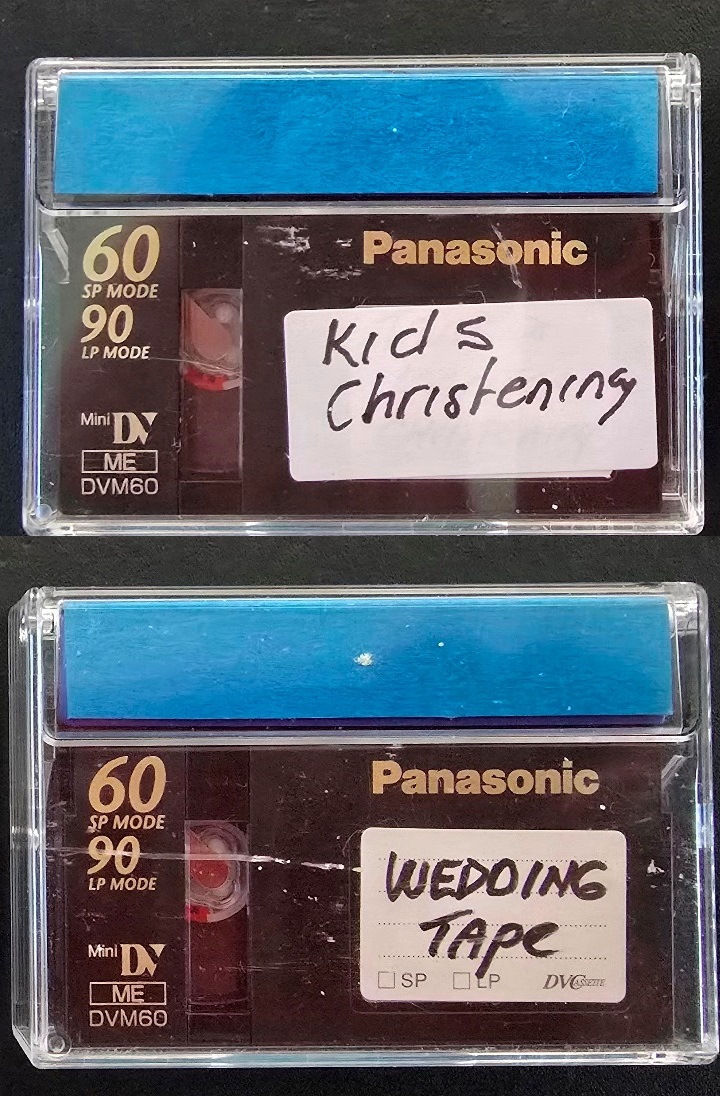 60
SP MODE
90
LP MODE
Mini DV
ME
DVM60
Panasonic
Kids
Christening
60
SP MODE
90
LP MODE
Mini DV
ME
DVM60
Panasonic
WEDDING
TAPE
SP LP DVCASSETTE